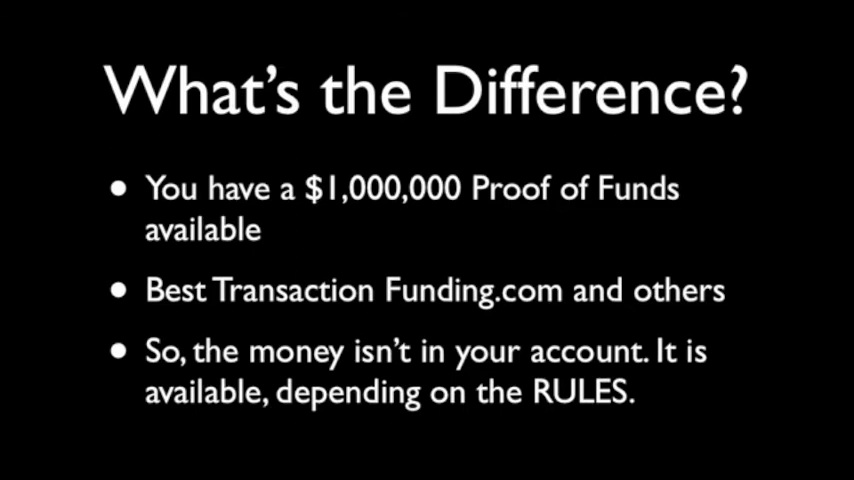 What's the Difference?
• You have a $1,000,000 Proof of Funds
available
• Best Transaction Funding.com and others
• So, the money isn't in your account. It is
available, depending on the RULES.